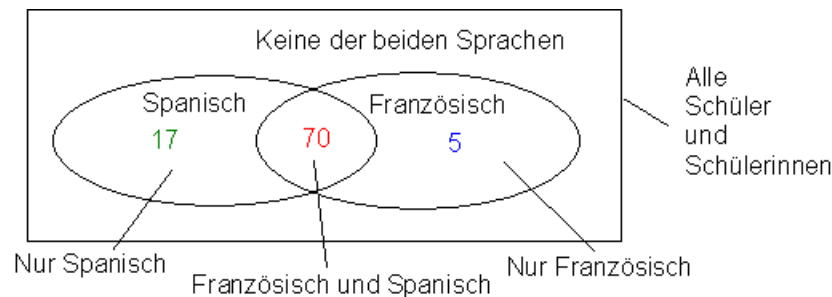 Keine der beiden Sprachen
Spanisch
Französisch
17
70
5
Alle
Schüler
und
Schülerinnen
Nur Spanisch
Französisch und Spanisch
Nur Französisch